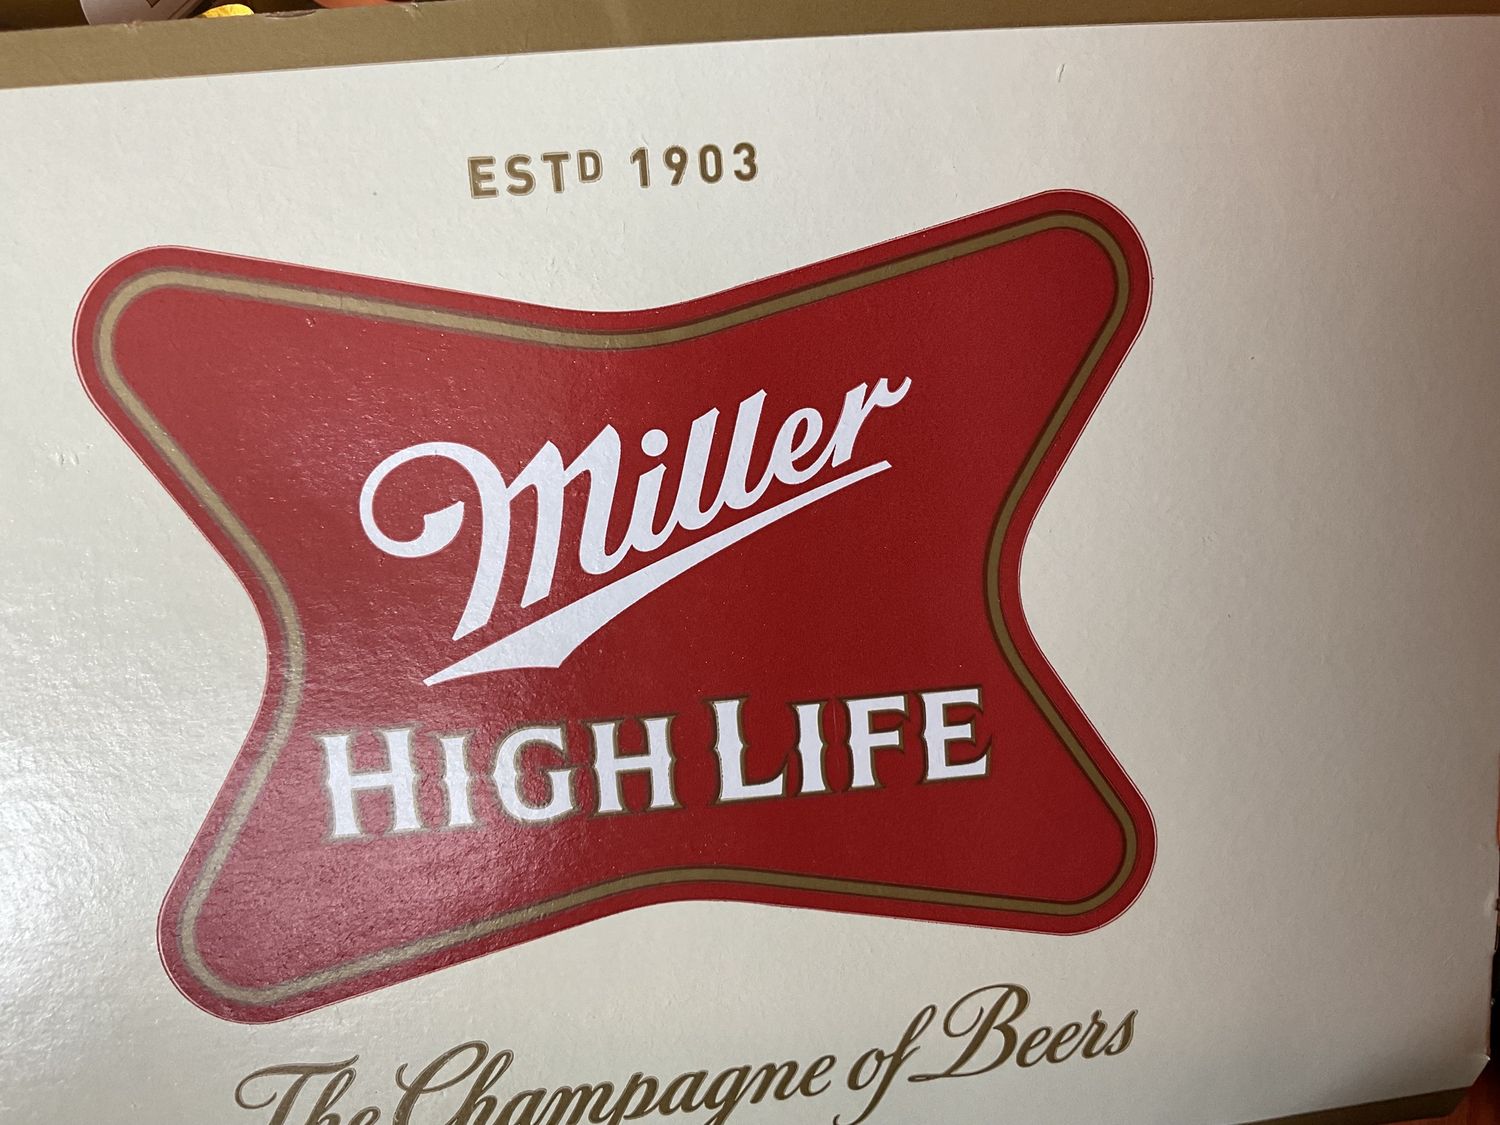 ESTD 1903
Miller
HIGH LIFE
The Champagne of Beers